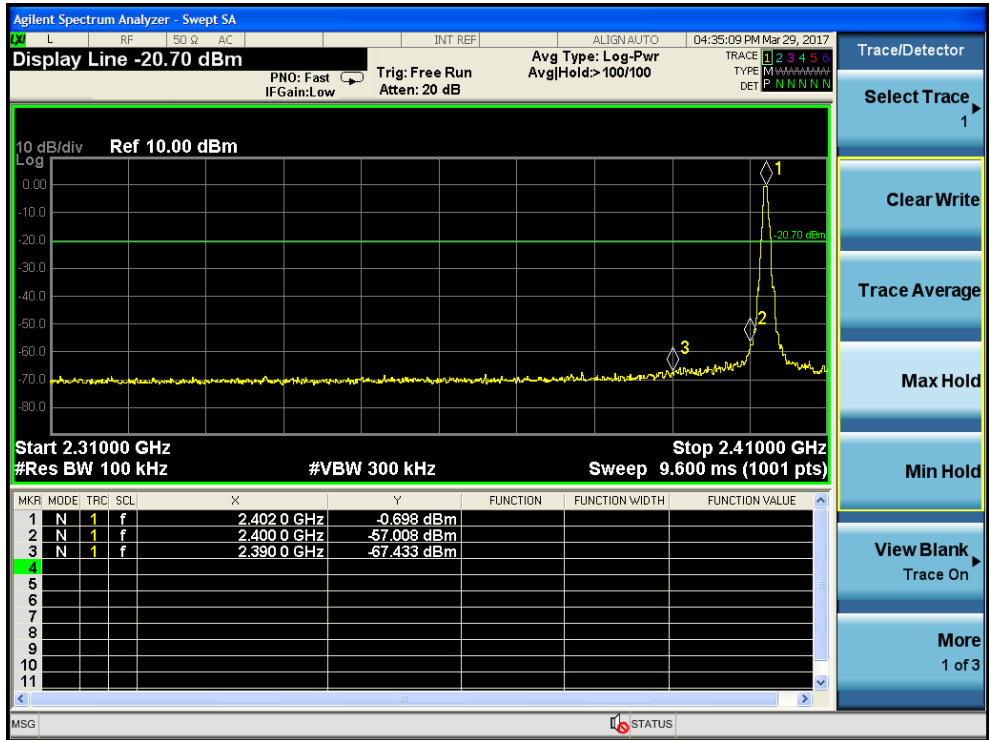 Agilent Spectrum Analyzer - Swept SA
LXI L RF 50 Ω AC INT REF ALIGN AUTO 04:35:09 PM Mar 29, 2017
Display Line -20.70 dBm
PNO: Fast
IFGain:Low
Trig: Free Run
Atten: 20 dB
Avg Type: Log-Pwr
Avg|Hold:> 100/100
TRACE 1 2 3 4 5 6
TYPE M
DET P N N N N N
10 dB/div
Log
Ref 10.00 dBm
0.00
-10.0
-20.0
-30.0
-40.0
-50.0
-60.0
-70.0
-80.0
1
-20.70 dBm
2
3
Start 2.31000 GHz
Stop 2.41000 GHz
#Res BW 100 kHz
#VBW 300 kHz
Sweep 9.600 ms (1001 pts)
MKR MODE TRC SCL X Y FUNCTION FUNCTION WIDTH FUNCTION VALUE
1 N 1 f 2.402 0 GHz -0.698 dBm
2 N 1 f 2.400 0 GHz -57.008 dBm
3 N 1 f 2.390 0 GHz -67.433 dBm
4
5
6
7
8
9
10
11
MSG
STATUS
Trace/Detector
Select Trace
1
Clear Write
Trace Average
Max Hold
Min Hold
View Blank
Trace On
More
1 of 3